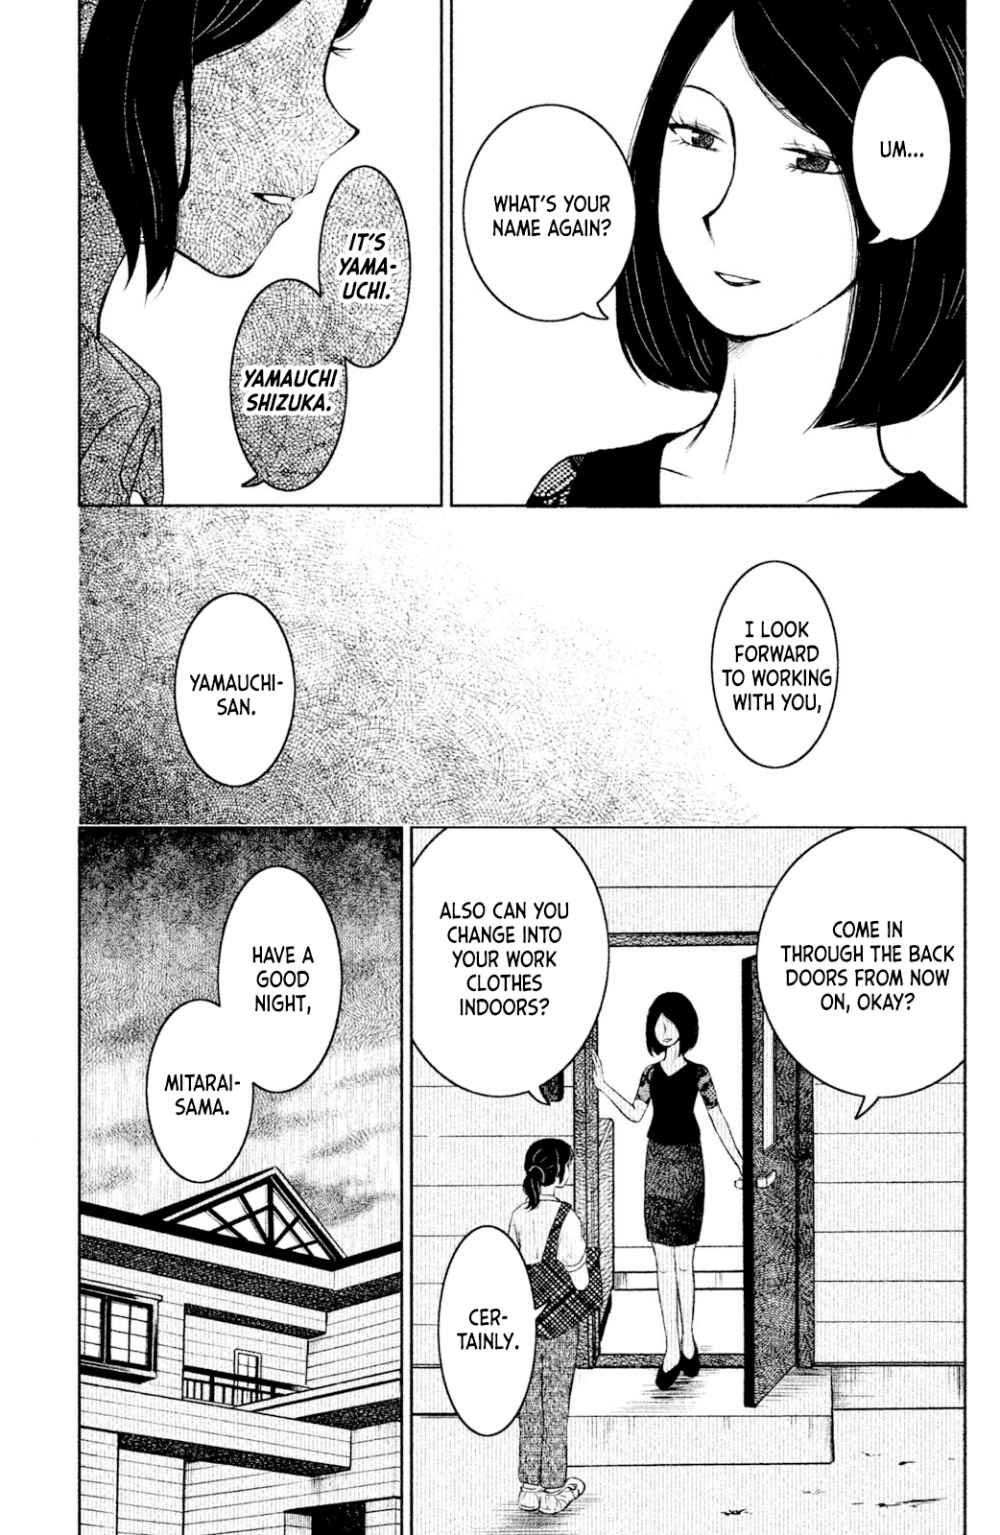 UM...
WHAT'S YOUR
NAME AGAIN?
IT'S
YAMA-
UCHI.
YAMAUCHI
SHIZUKA.
I LOOK
FORWARD
TO WORKING
WITH YOU,
YAMAUCHI-
SAN.
COME IN
THROUGH THE BACK
DOORS FROM NOW
ON, OKAY?
ALSO CAN YOU
CHANGE INTO
YOUR WORK
CLOTHES
INDOORS?
CER-
TAINLY.
HAVE A
GOOD
NIGHT,
MITARAI-
SAMA.